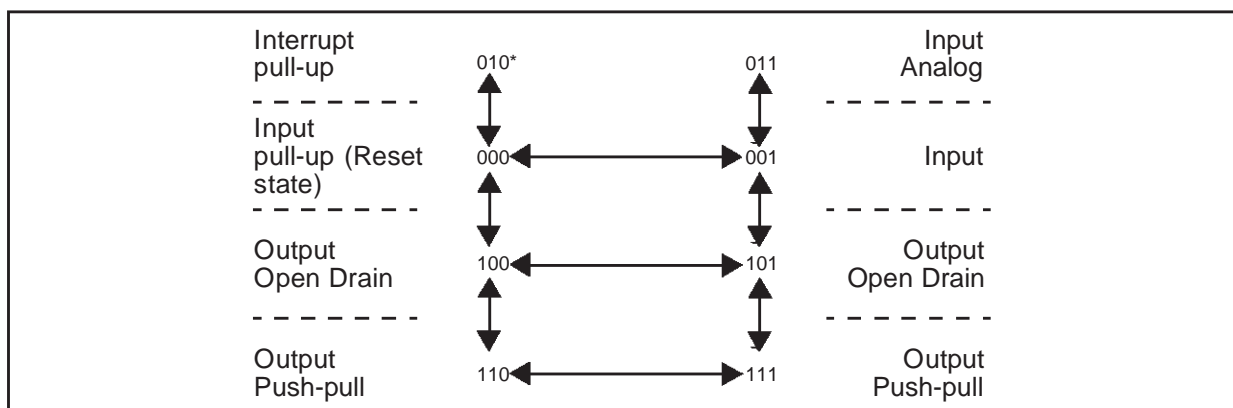 Interrupt
pull-up
010*
011
Input
Analog
Input
pull-up (Reset
state)
000
001
Input
Output
Open Drain
100
101
Output
Open Drain
Output
Push-pull
110
111
Output
Push-pull